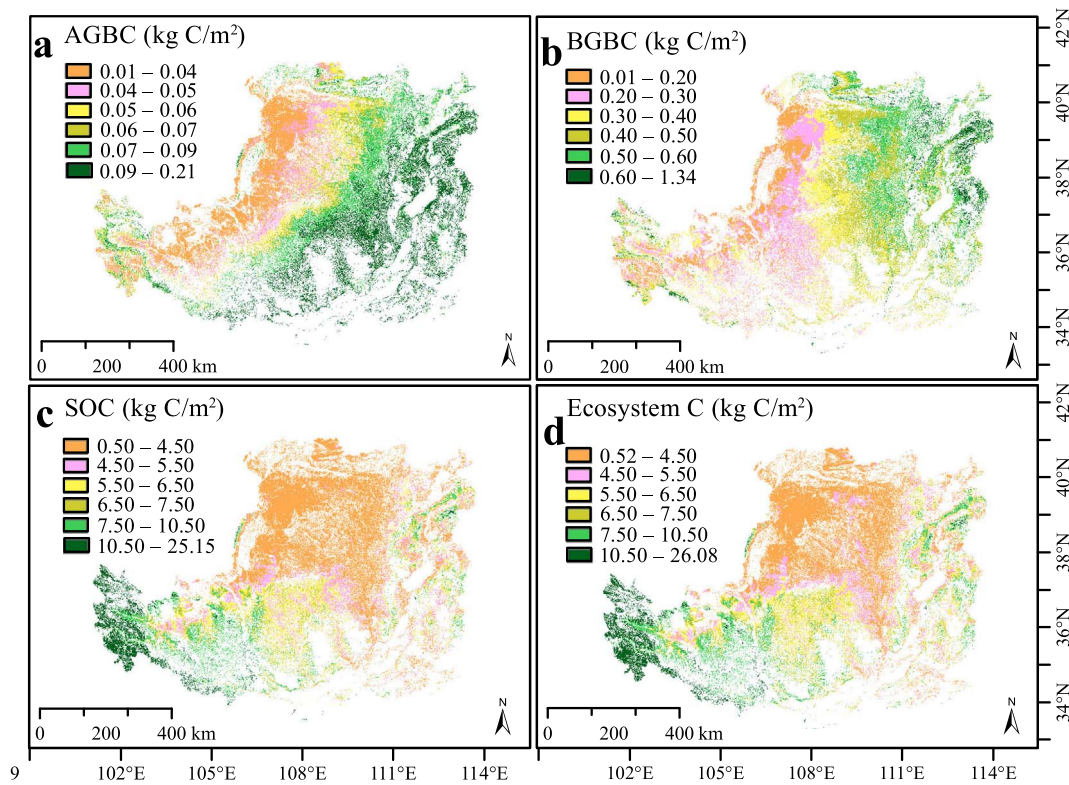 a AGBC (kg C/m²)
0.01 – 0.04
0.04 – 0.05
0.05 – 0.06
0.06 – 0.07
0.07 – 0.09
0.09 – 0.21
0 200 400 km
N
b BGBC (kg C/m²)
0.01 – 0.20
0.20 – 0.30
0.30 – 0.40
0.40 – 0.50
0.50 – 0.60
0.60 – 1.34
0 200 400 km
N
42°N
40°N
38°N
36°N
34°N
c SOC (kg C/m²)
0.50 – 4.50
4.50 – 5.50
5.50 – 6.50
6.50 – 7.50
7.50 – 10.50
10.50 – 25.15
0 200 400 km
N
d Ecosystem C (kg C/m²)
0.52 – 4.50
4.50 – 5.50
5.50 – 6.50
6.50 – 7.50
7.50 – 10.50
10.50 – 26.08
0 200 400 km
N
42°N
40°N
38°N
36°N
34°N
9 102°E 105°E 108°E 111°E 114°E
102°E 105°E 108°E 111°E 114°E